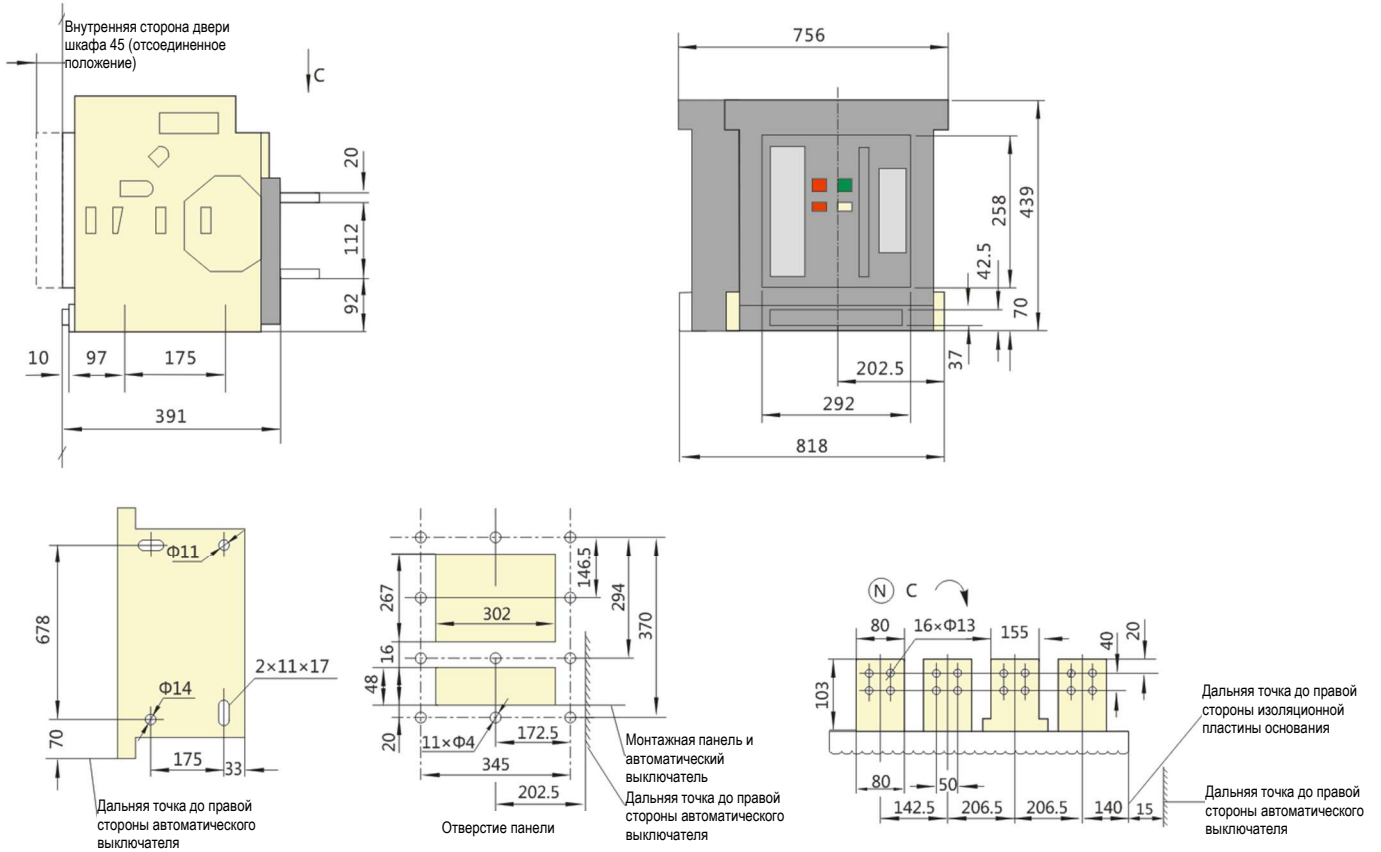 Внутренняя сторона двери
шкафа 45 (отсоединенное
положение)
C
20
112
92
10
97
175
391
756
439
258
42.5
70
37
202.5
292
818
Ф11
678
Ф14
2×11×17
70
175
33
Дальняя точка до правой
стороны автоматического
выключателя
267
302
146.5
294
370
16
48
20
11×Ф4
172.5
345
202.5
Отверстие панели
Монтажная панель и
автоматический
выключатель
Дальняя точка до правой
стороны автоматического
выключателя
N C
80
16×Ф13
155
40
20
103
80
50
142.5
206.5
206.5
140
15
Дальняя точка до правой
стороны изоляционной
пластины основания
Дальняя точка до правой
стороны автоматического
выключателя